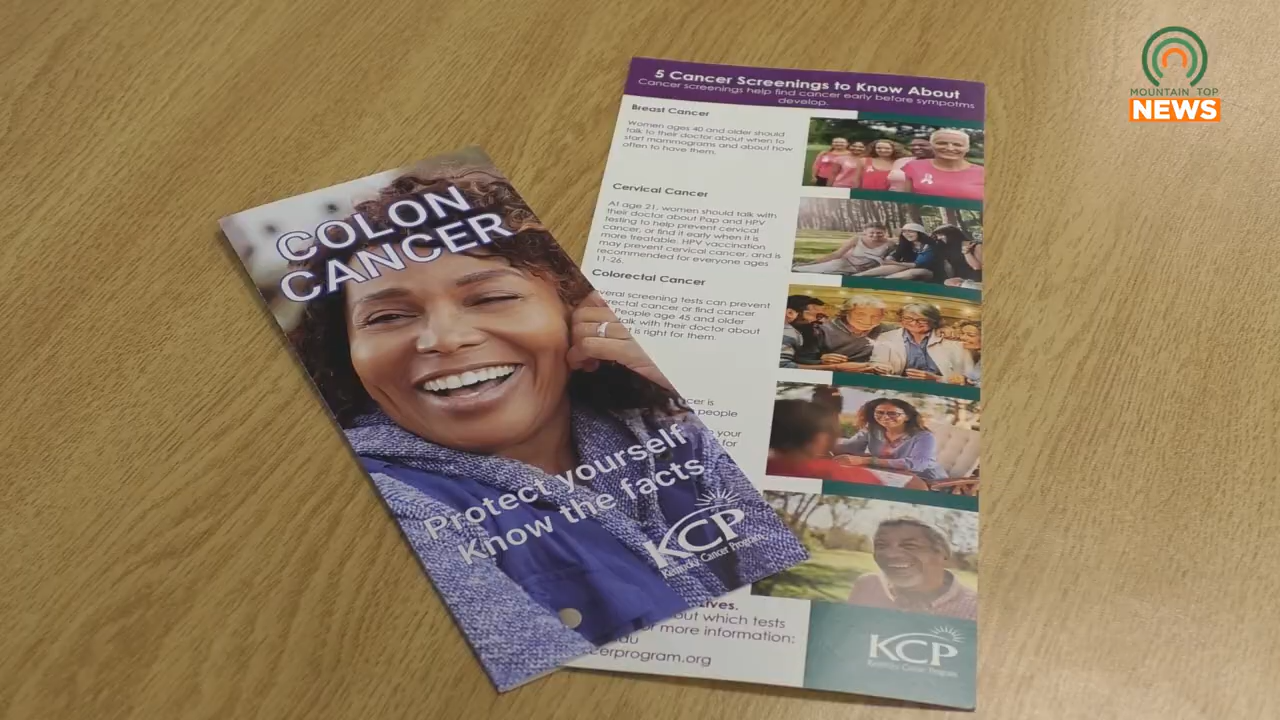 MOUNTAIN TOP
NEWS
5 Cancer Screenings to Know About
Cancer screenings help find cancer early before sympotms
develop.
Breast Cancer
Women ages 40 and older should
talk to their doctor about when to
start mammograms and about how
often to have them.
Cervical Cancer
At age 21, women should talk with
their doctor about Pap and HPV
testing to help prevent cervical
cancer, or find it early when it is
more treatable. HPV vaccination
may prevent cervical cancer, and is
recommended for everyone ages
11-26.
Colorectal Cancer
several screening tests can prevent
rectal cancer or find cancer
People age 45 and older
talk with their doctor about
t is right for them.
cer is
people
your
for
Lives.
out which tests
or more information:
du
cerprogram.org
KCP
Kentucky Cancer Program
COLON
CANCER
Protect yourself
Know the facts
KCP
Kentucky Cancer Program